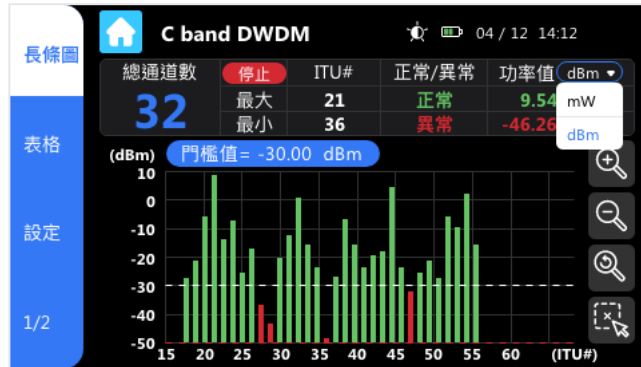 長條圖
表格
設定
1/2
C band DWDM
04 / 12 14:12
總通道數 停止 ITU# 正常/異常 功率值 dBm
32 最大 21 正常 9.54
最小 36 異常 -46.26
mW
dBm
(dBm) 門檻值= -30.00 dBm
10
0
-10
-20
-30
-40
-50
15 20 25 30 35 40 45 50 55 60 (ITU#)